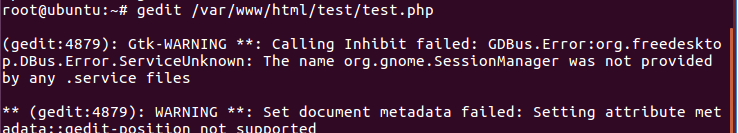 root@ubuntu:~# gedit /var/www/html/test/test.php
(gedit:4879): Gtk-WARNING **: Calling Inhibit failed: GDBus.Error:org.freedeskto
p.DBus.Error.ServiceUnknown: The name org.gnome.SessionManager was not provided
by any .service files
** (gedit:4879): WARNING **: Set document metadata failed: Setting attribute met
adata::gedit-position not supported